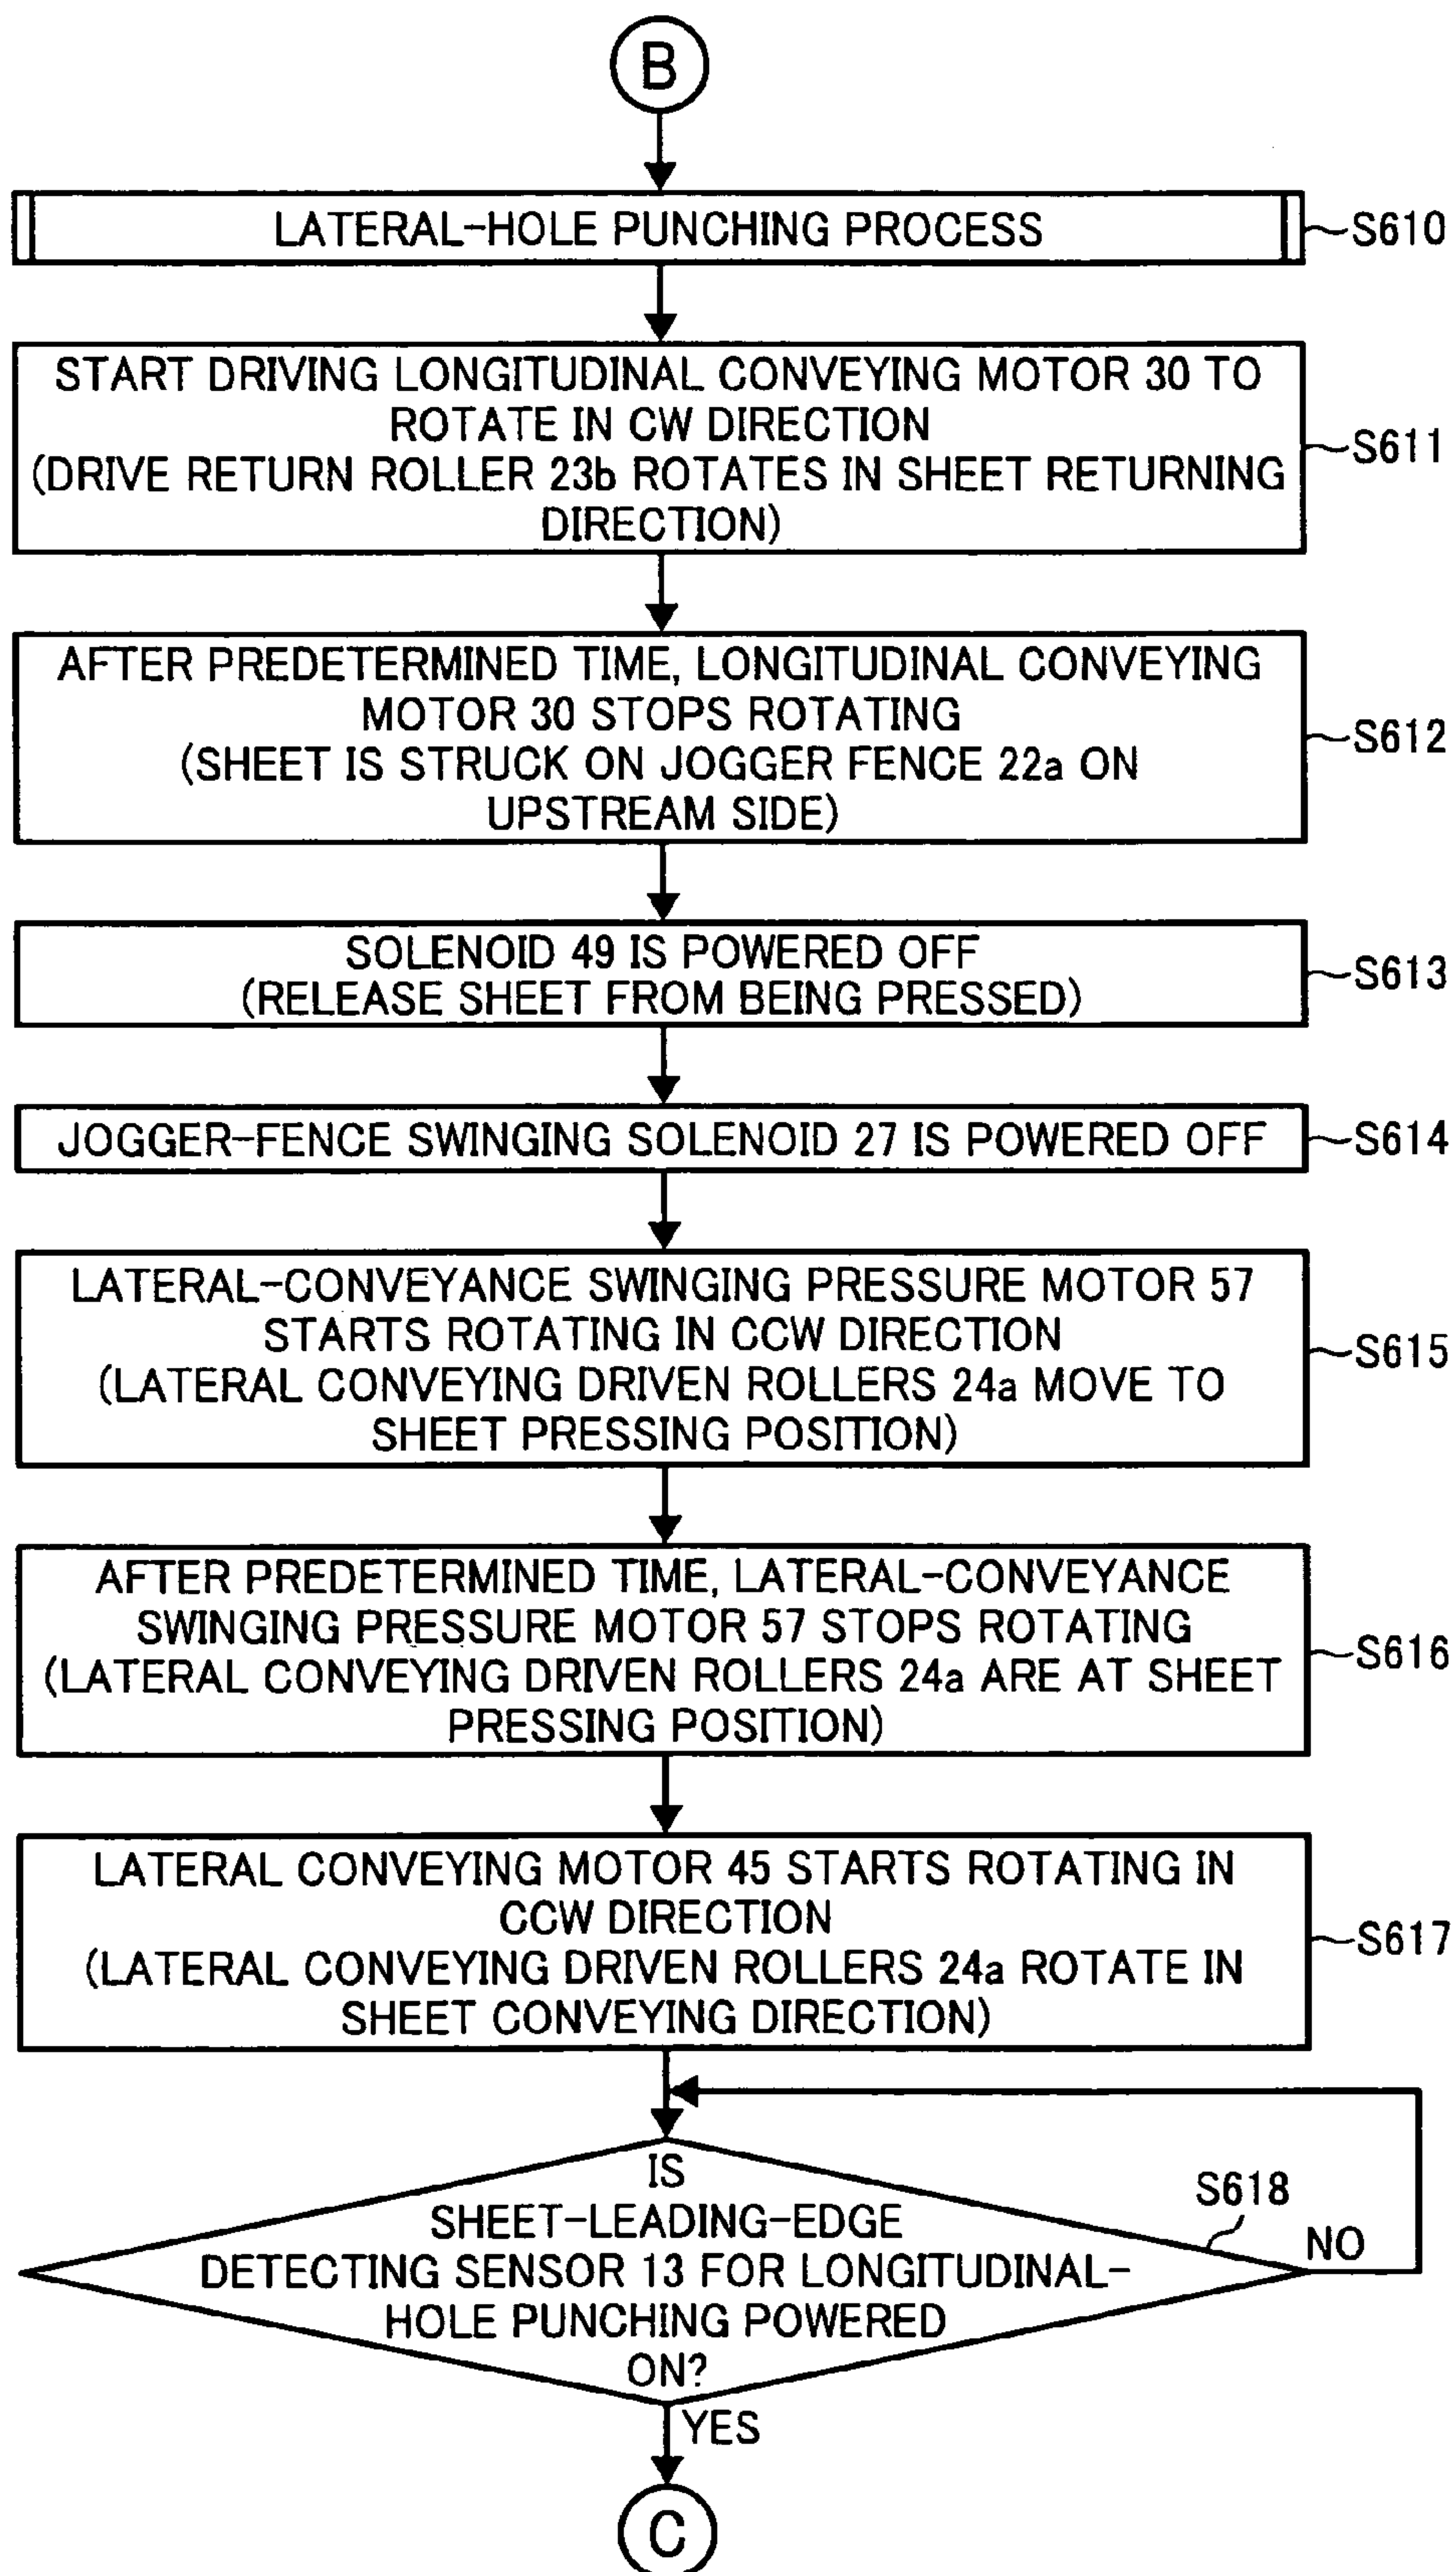 B
LATERAL-HOLE PUNCHING PROCESS
S610
START DRIVING LONGITUDINAL CONVEYING MOTOR 30 TO
ROTATE IN CW DIRECTION
(DRIVE RETURN ROLLER 23b ROTATES IN SHEET RETURNING
DIRECTION)
S611
AFTER PREDETERMINED TIME, LONGITUDINAL CONVEYING
MOTOR 30 STOPS ROTATING
(SHEET IS STRUCK ON JOGGER FENCE 22a ON
UPSTREAM SIDE)
S612
SOLENOID 49 IS POWERED OFF
(RELEASE SHEET FROM BEING PRESSED)
S613
JOGGER-FENCE SWINGING SOLENOID 27 IS POWERED OFF
S614
LATERAL-CONVEYANCE SWINGING PRESSURE MOTOR 57
STARTS ROTATING IN CCW DIRECTION
(LATERAL CONVEYING DRIVEN ROLLERS 24a MOVE TO
SHEET PRESSING POSITION)
S615
AFTER PREDETERMINED TIME, LATERAL-CONVEYANCE
SWINGING PRESSURE MOTOR 57 STOPS ROTATING
(LATERAL CONVEYING DRIVEN ROLLERS 24a ARE AT SHEET
PRESSING POSITION)
S616
LATERAL CONVEYING MOTOR 45 STARTS ROTATING IN
CCW DIRECTION
(LATERAL CONVEYING DRIVEN ROLLERS 24a ROTATE IN
SHEET CONVEYING DIRECTION)
S617
IS
SHEET-LEADING-EDGE
DETECTING SENSOR 13 FOR LONGITUDINAL-
HOLE PUNCHING POWERED
ON?
S618
NO
YES
C